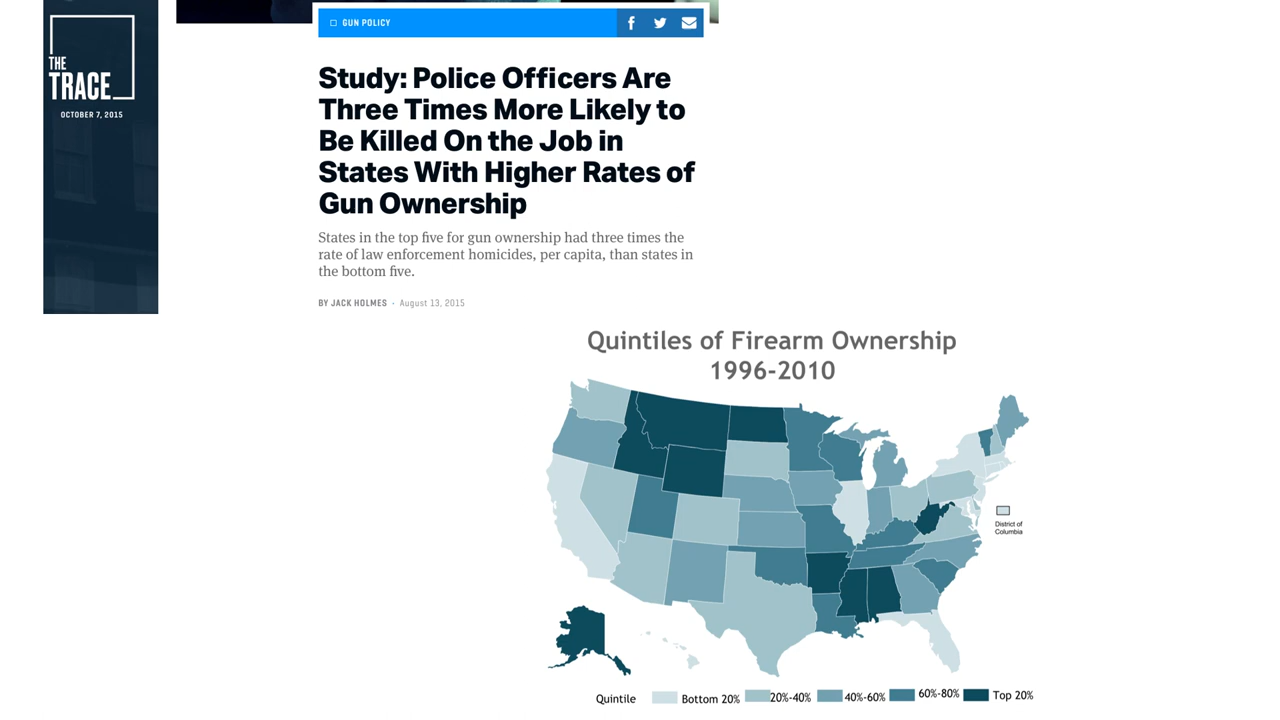 THE
TRACE
OCTOBER 7, 2015
GUN POLICY
Study: Police Officers Are
Three Times More Likely to
Be Killed On the Job in
States With Higher Rates of
Gun Ownership
States in the top five for gun ownership had three times the
rate of law enforcement homicides, per capita, than states in
the bottom five.
BY JACK HOLMES · August 13, 2015
Quintiles of Firearm Ownership
1996-2010
District of
Columbia
Quintile Bottom 20% 20%-40% 40%-60% 60%-80% Top 20%